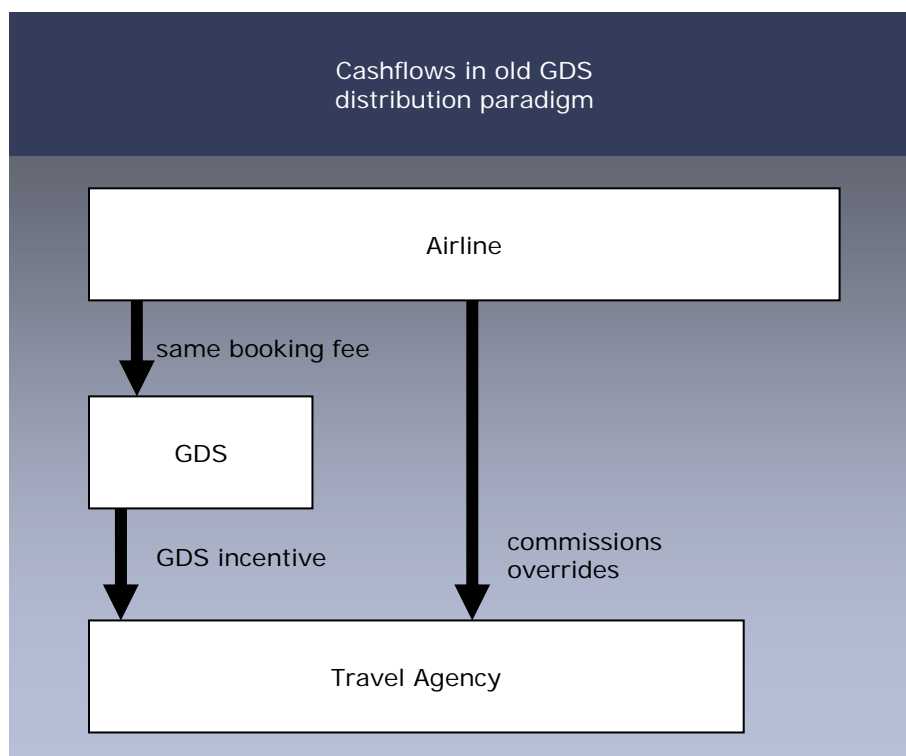 Cashflows in old GDS
distribution paradigm
Airline
same booking fee
GDS
GDS incentive
commissions
overrides
Travel Agency